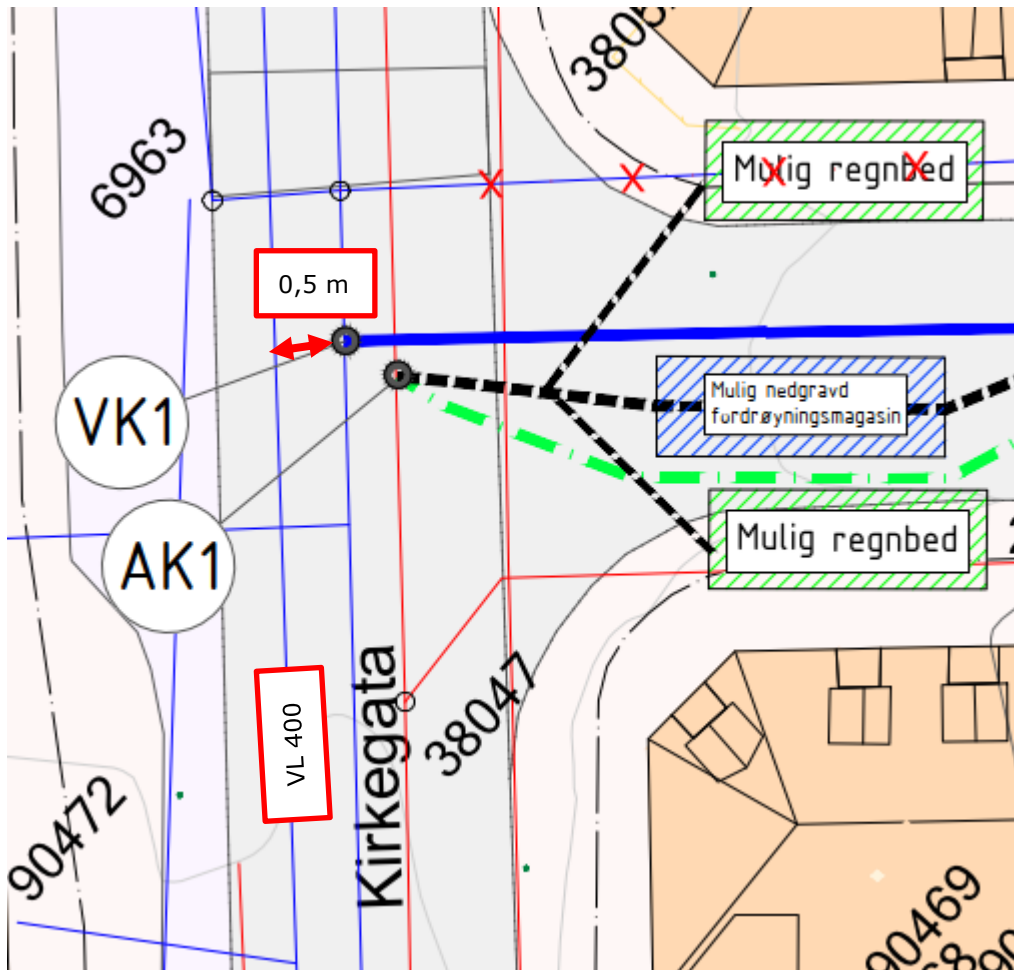 6963
Mulig regnbed
0,5 m
VK1
Mulig nedgravd
fordrøyningsmagasin
AK1
Mulig regnbed
VL 400
Kirkegata
38047
90472
90469